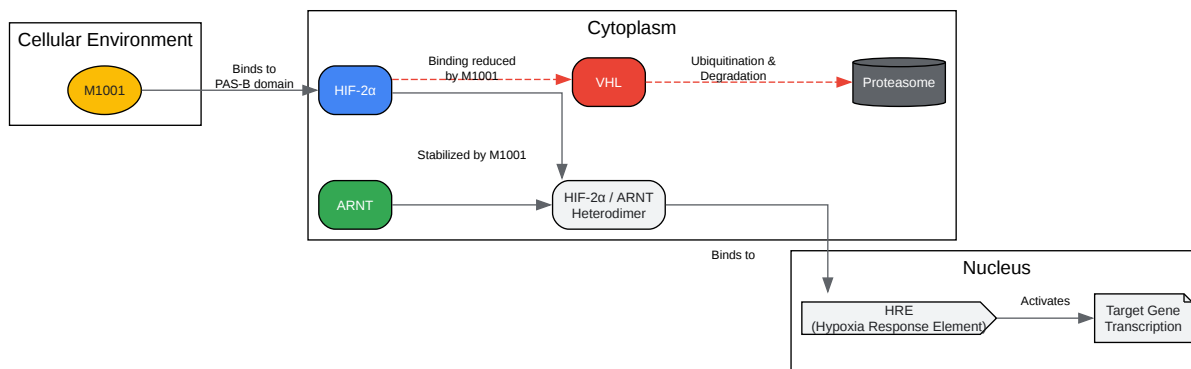 Cellular Environment
M1001
Binds to
PAS-B domain
Cytoplasm
HIF-2α
Binding reduced
by M1001
VHL
Ubiquitination &
Degradation
Proteasome
Stabilized by M1001
ARNT
HIF-2α / ARNT
Heterodimer
Binds to
Nucleus
HRE
(Hypoxia Response Element)
Activates
Target Gene
Transcription